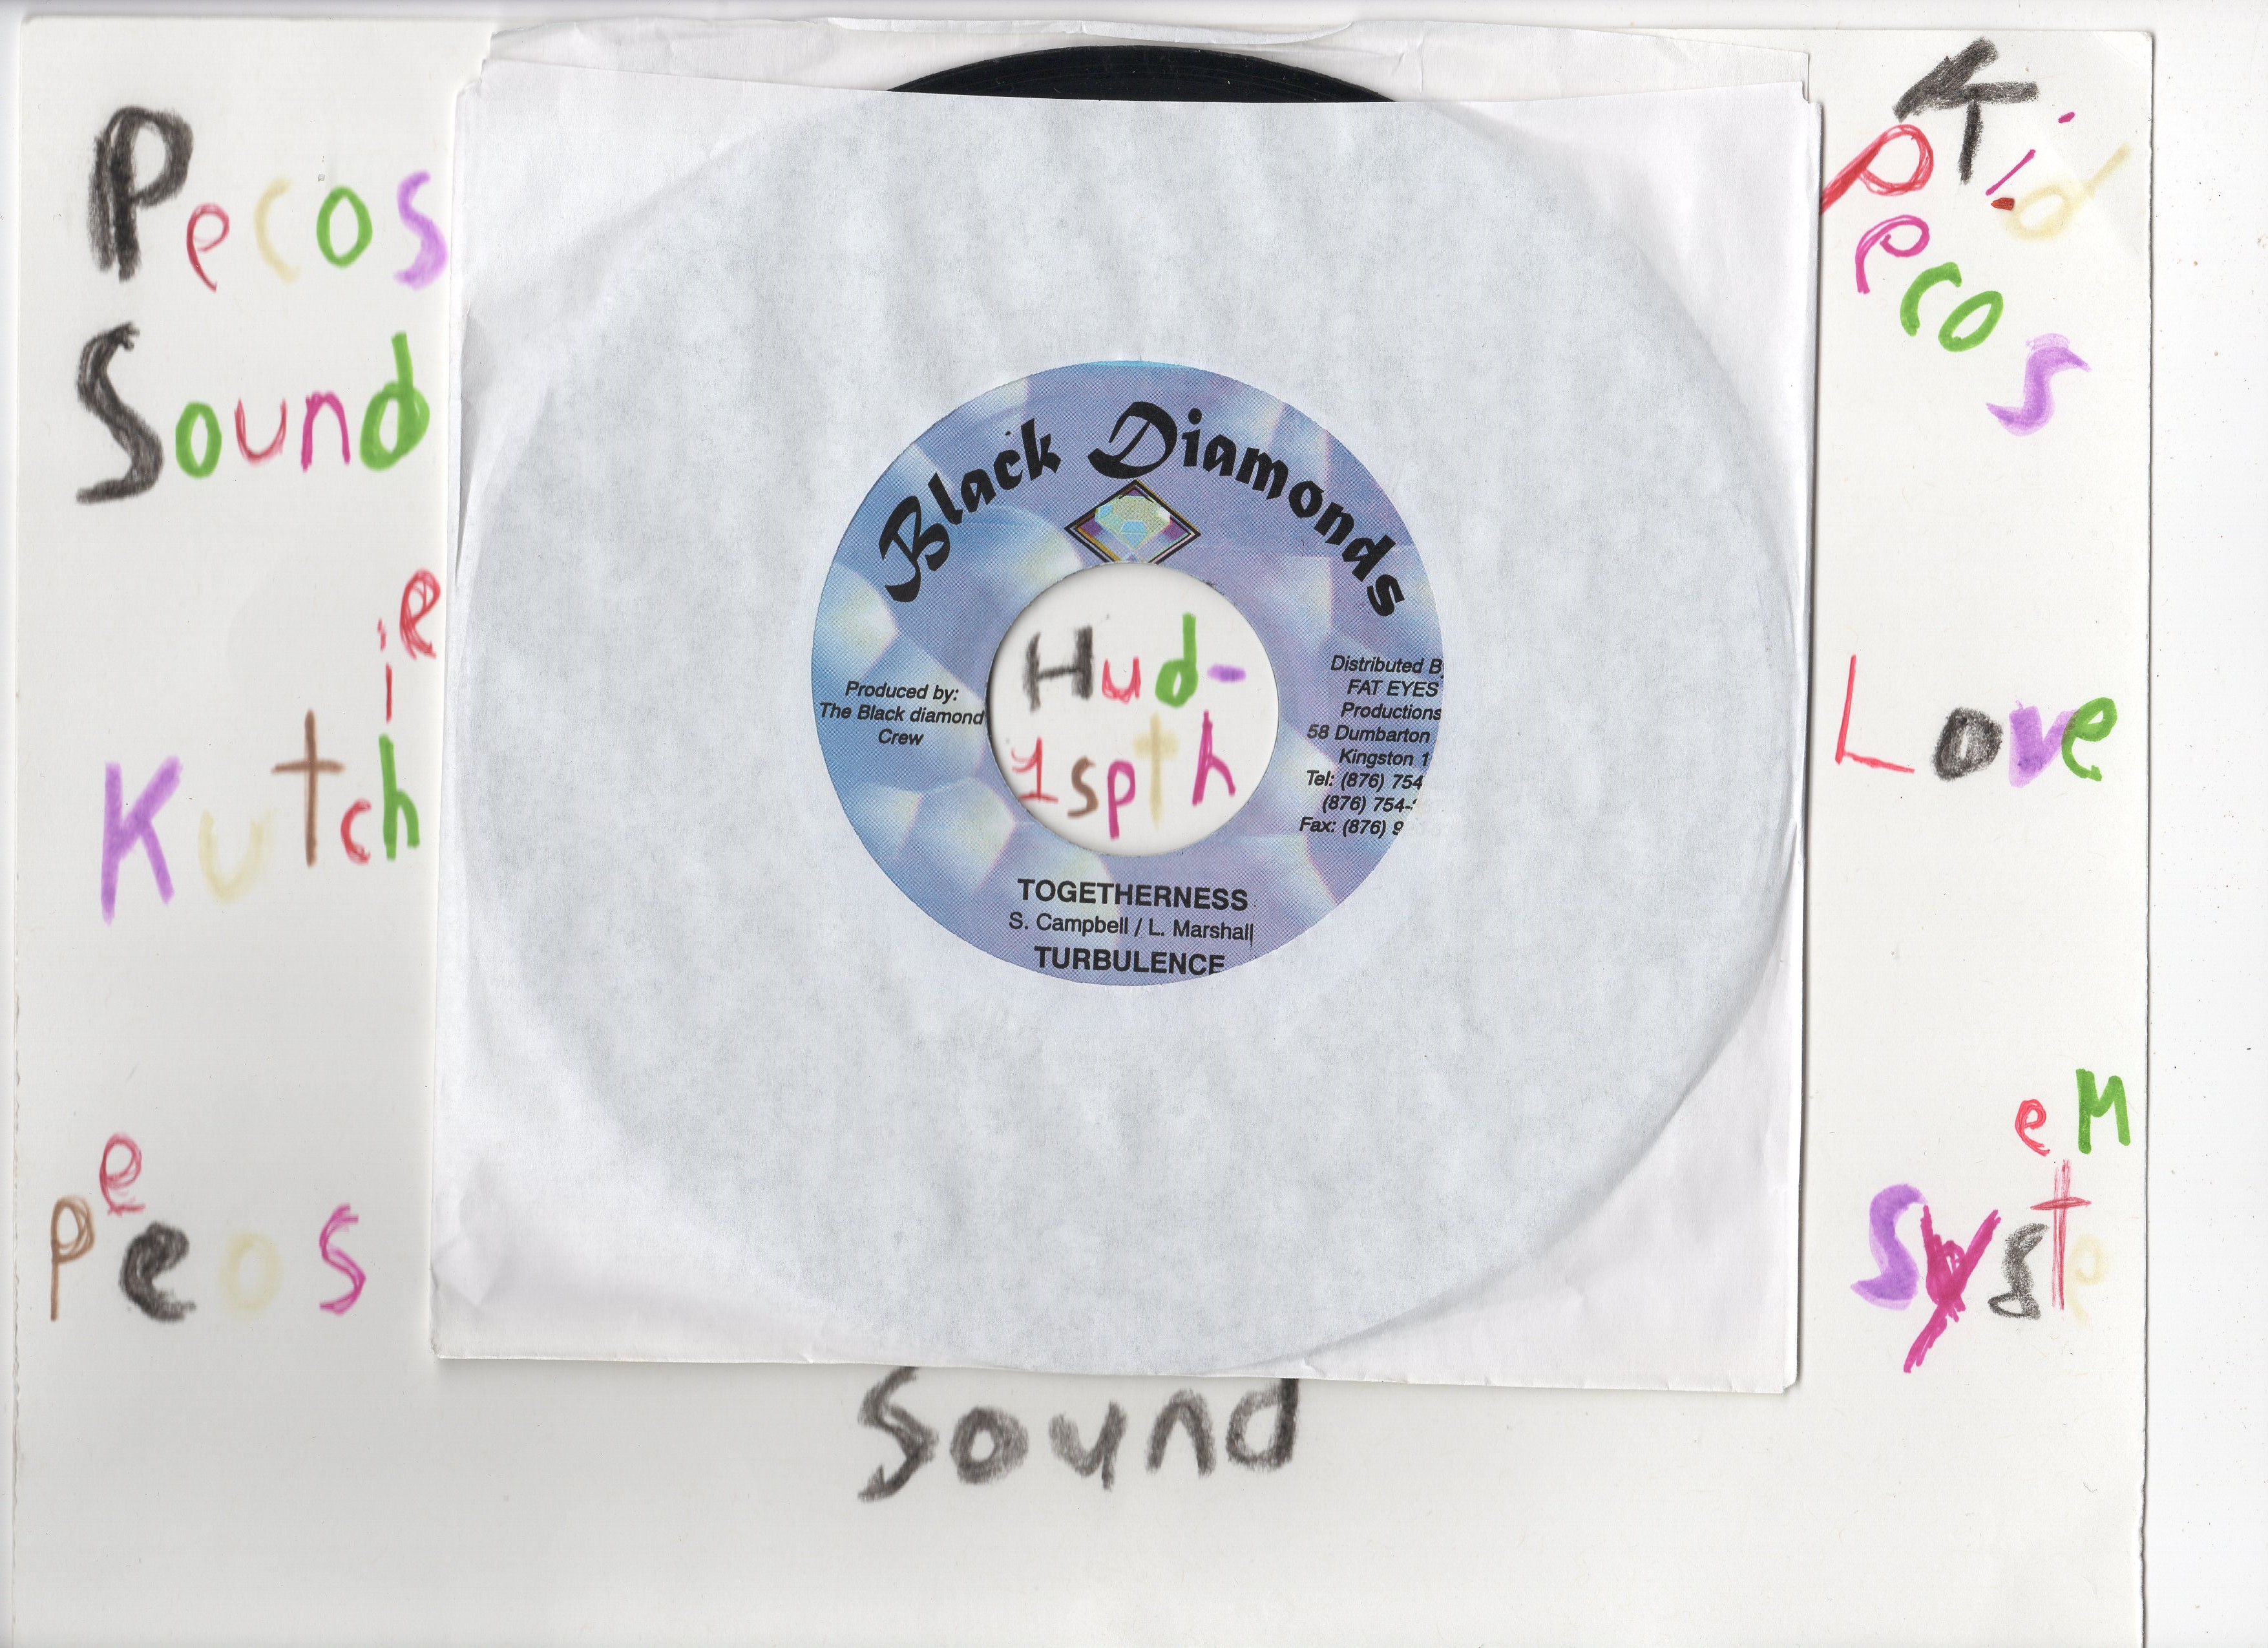 Pecos
Sound
Kutchie
Peeos
Black Diamonds
Produced by:
The Black diamond
Crew
Hud-
1spth
Distributed B
FAT EYES
Productions
58 Dumbarton
Kingston 1
Tel: (876) 754
(876) 754-
Fax: (876) 9
TOGETHERNESS
S. Campbell / L. Marshall
TURBULENCE
Kid
Pecos
Love
System
Sound